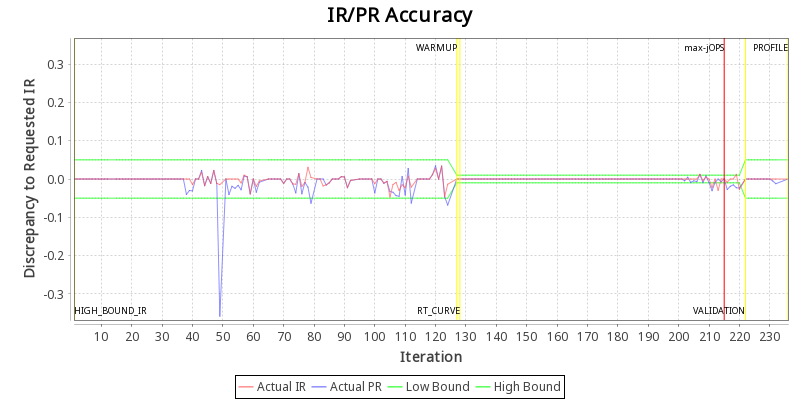 IR/PR Accuracy
Discrepancy to Requested IR
0.3
0.2
0.1
0.0
-0.1
-0.2
-0.3
WARMUP
max-jOPS
PROFILE
HIGH_BOUND_IR
RT_CURVE
VALIDATION
10 20 30 40 50 60 70 80 90 100 110 120 130 140 150 160 170 180 190 200 210 220 230
Iteration
Actual IR Actual PR Low Bound High Bound